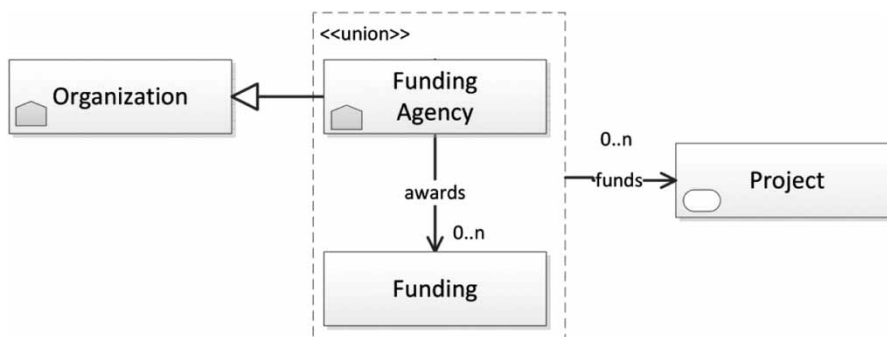 <<union>>
Organization
Funding
Agency
0..n
funds
Project
awards
0..n
Funding